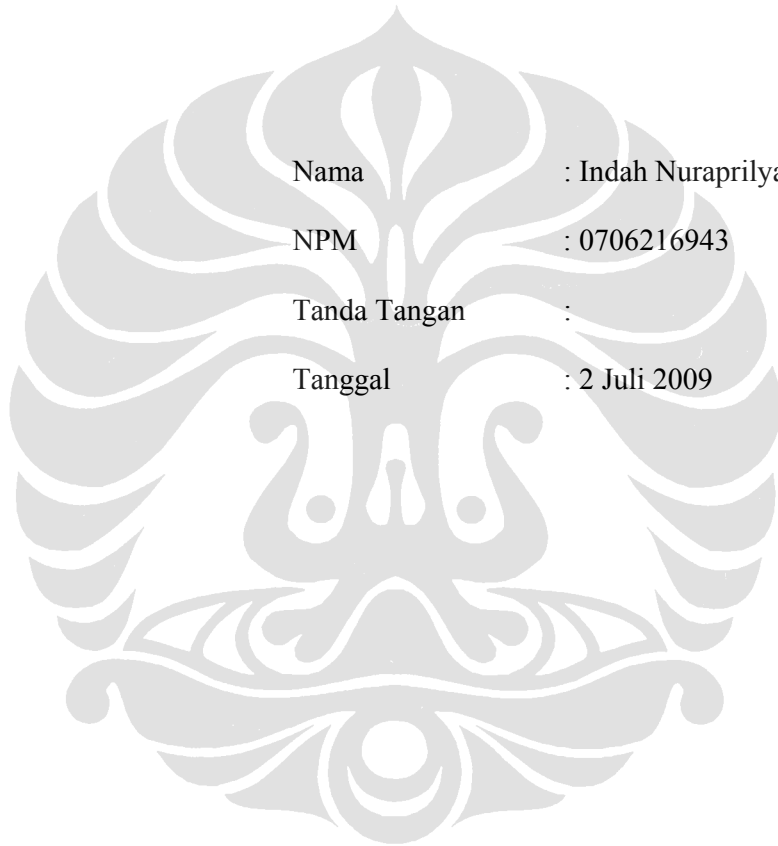 Nama : Indah Nuraprilya
NPM : 0706216943
Tanda Tangan :
Tanggal : 2 Juli 2009